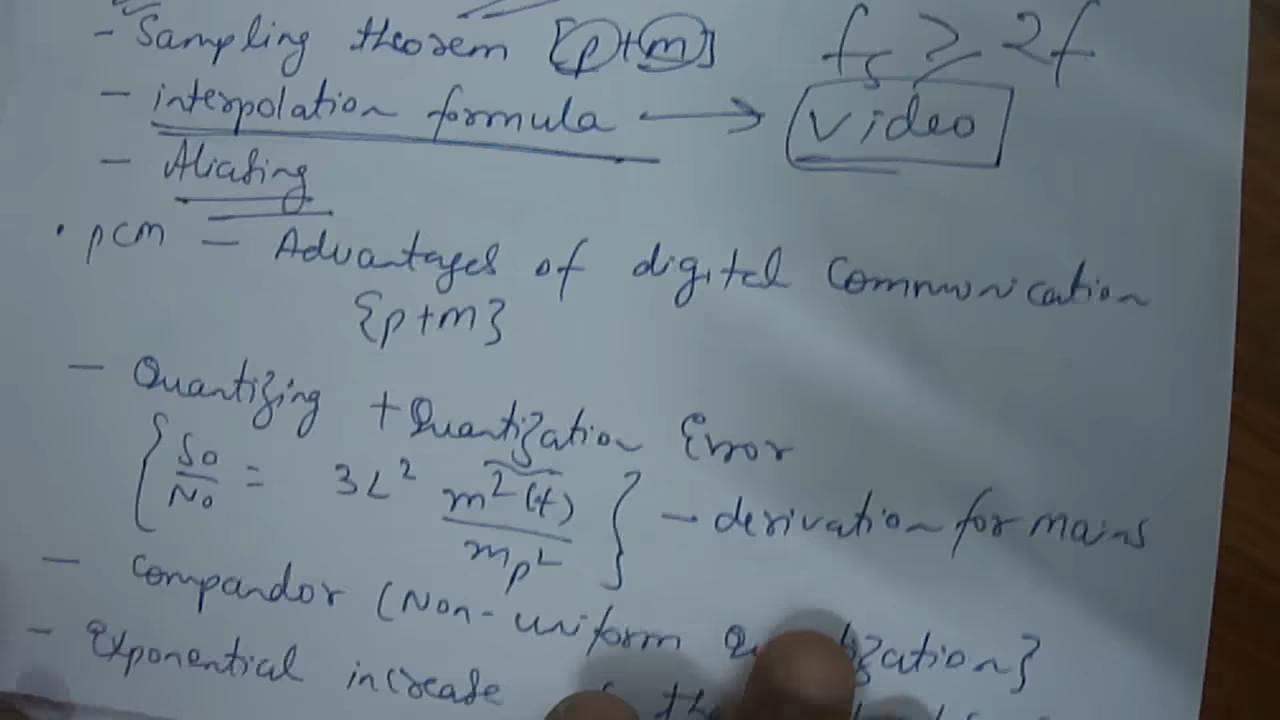 - Sampling theorem [p+m] fs ≥ 2f
- interpolation formula → video
- Aliasing
. pcm - Advantages of digital Communication
{p+m}
- Quantizing + Quantization Error
{ So/No = 3L² m²(t)/mp² } - derivation for mains
- Compandor (Non-uniform
- Exponential increase